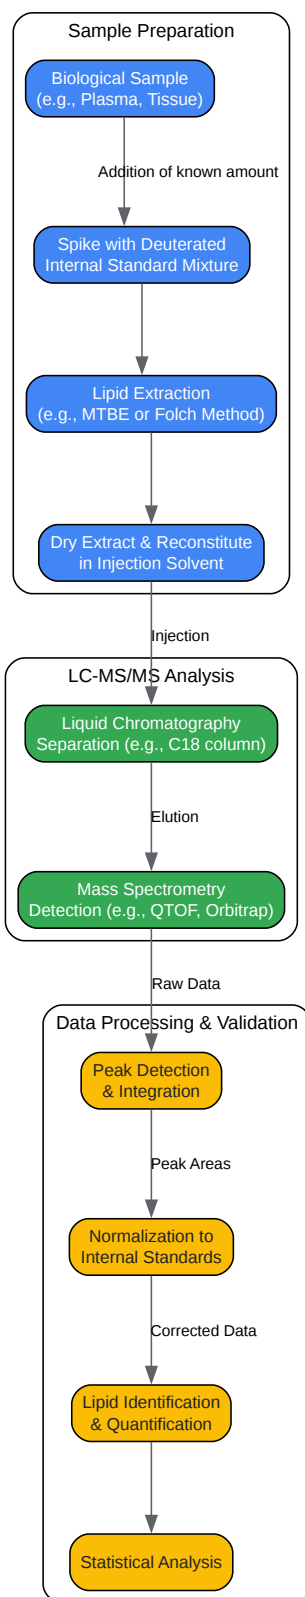 Sample Preparation
Biological Sample
(e.g., Plasma, Tissue)
Addition of known amount
Spike with Deuterated
Internal Standard Mixture
Lipid Extraction
(e.g., MTBE or Folch Method)
Dry Extract & Reconstitute
in Injection Solvent
Injection
LC-MS/MS Analysis
Liquid Chromatography
Separation (e.g., C18 column)
Elution
Mass Spectrometry
Detection (e.g., QTOF, Orbitrap)
Raw Data
Data Processing & Validation
Peak Detection
& Integration
Peak Areas
Normalization to
Internal Standards
Corrected Data
Lipid Identification
& Quantification
Statistical Analysis